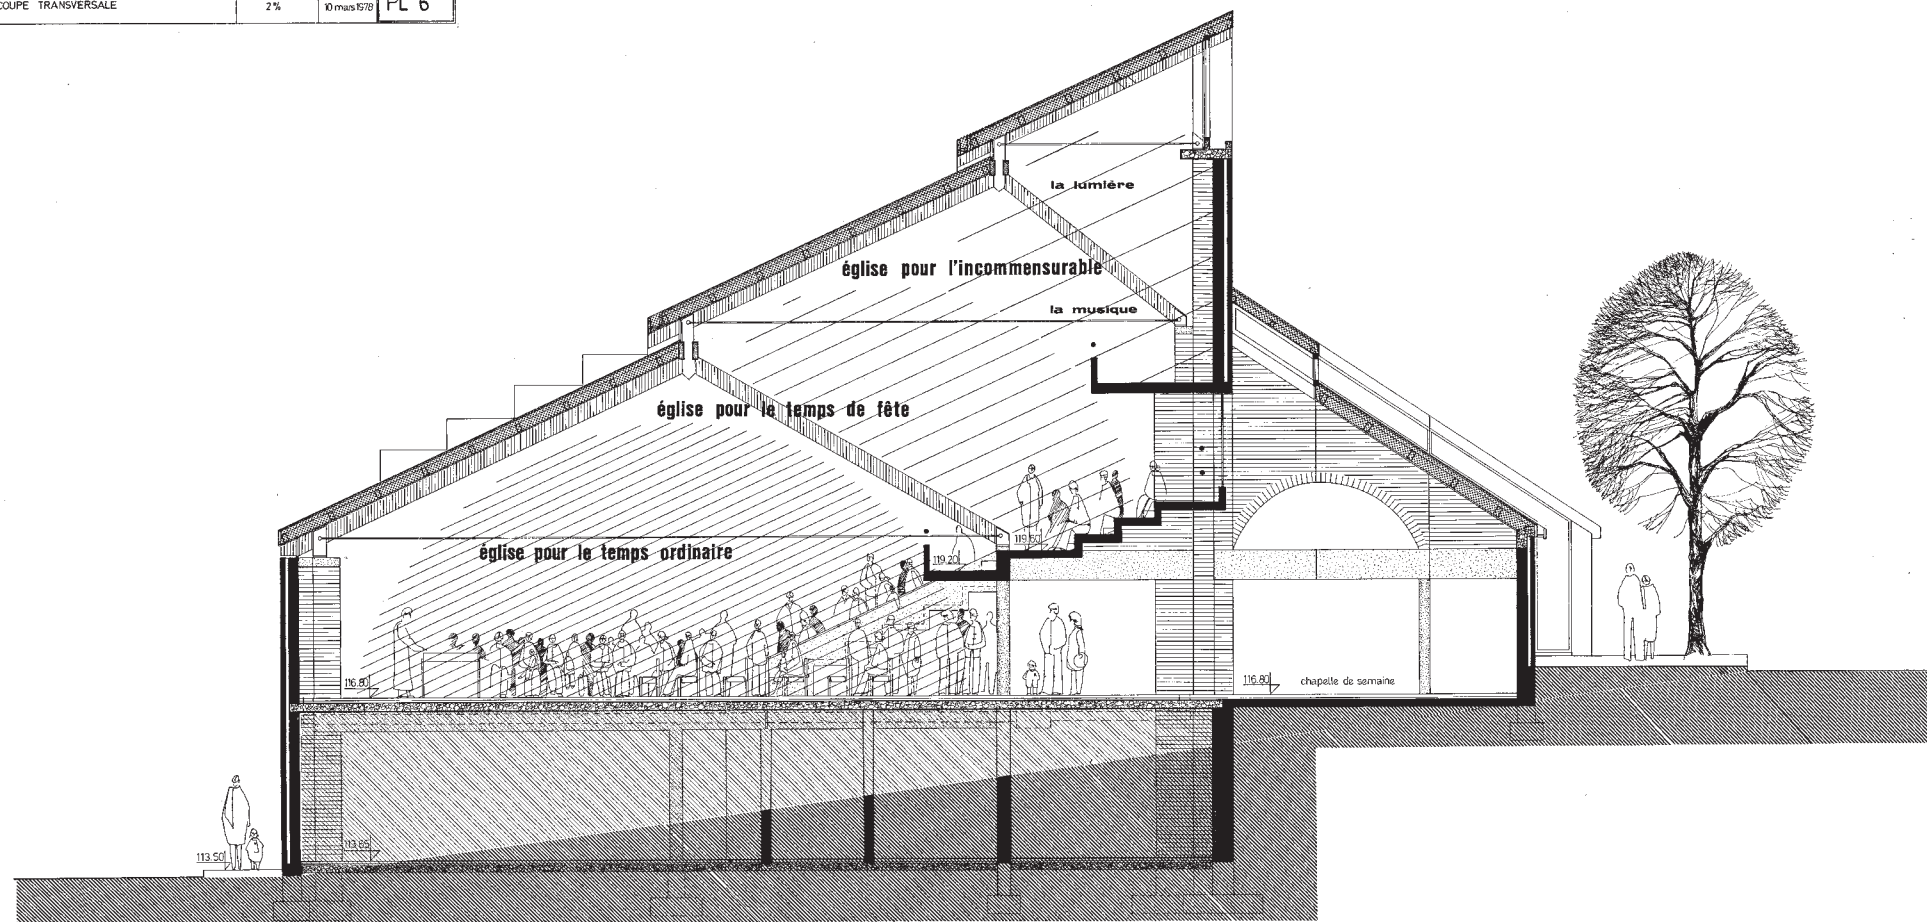 COUPE TRANSVERSALE
2%
10 mars 1978
PL 6
la lumière
église pour l'incommensurable
la musique
église pour le temps de fête
église pour le temps ordinaire
119.60
119.20
116.80
116.80
chapelle de semaine
113.65
113.50